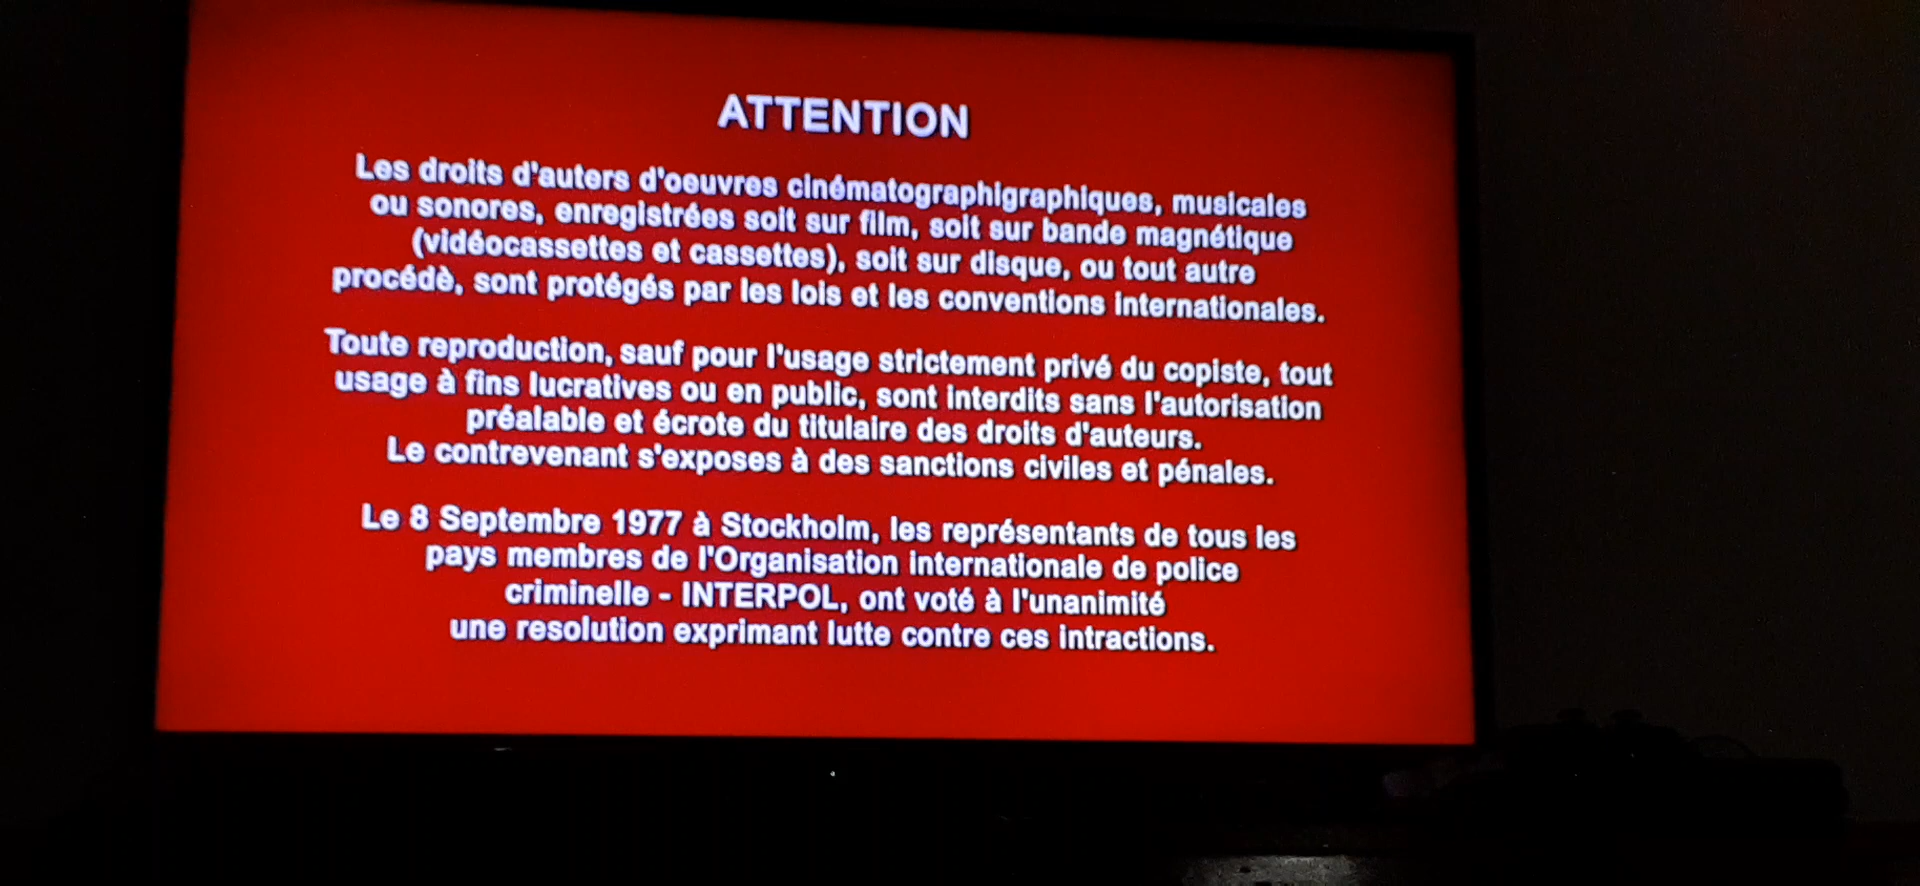 ATTENTION
Les droits d'auters d'oeuvres cinématographigraphiques, musicales
ou sonores, enregistrées soit sur film, soit sur bande magnétique
(vidéocassettes et cassettes), soit sur disque, ou tout autre
procédè, sont protégés par les lois et les conventions internationales.
Toute reproduction, sauf pour l'usage strictement privé du copiste, tout
usage à fins lucratives ou en public, sont interdits sans l'autorisation
préalable et écrote du titulaire des droits d'auteurs.
Le contrevenant s'exposes à des sanctions civiles et pénales.
Le 8 Septembre 1977 à Stockholm, les représentants de tous les
pays membres de l'Organisation internationale de police
criminelle - INTERPOL, ont voté à l'unanimité
une resolution exprimant lutte contre ces intractions.